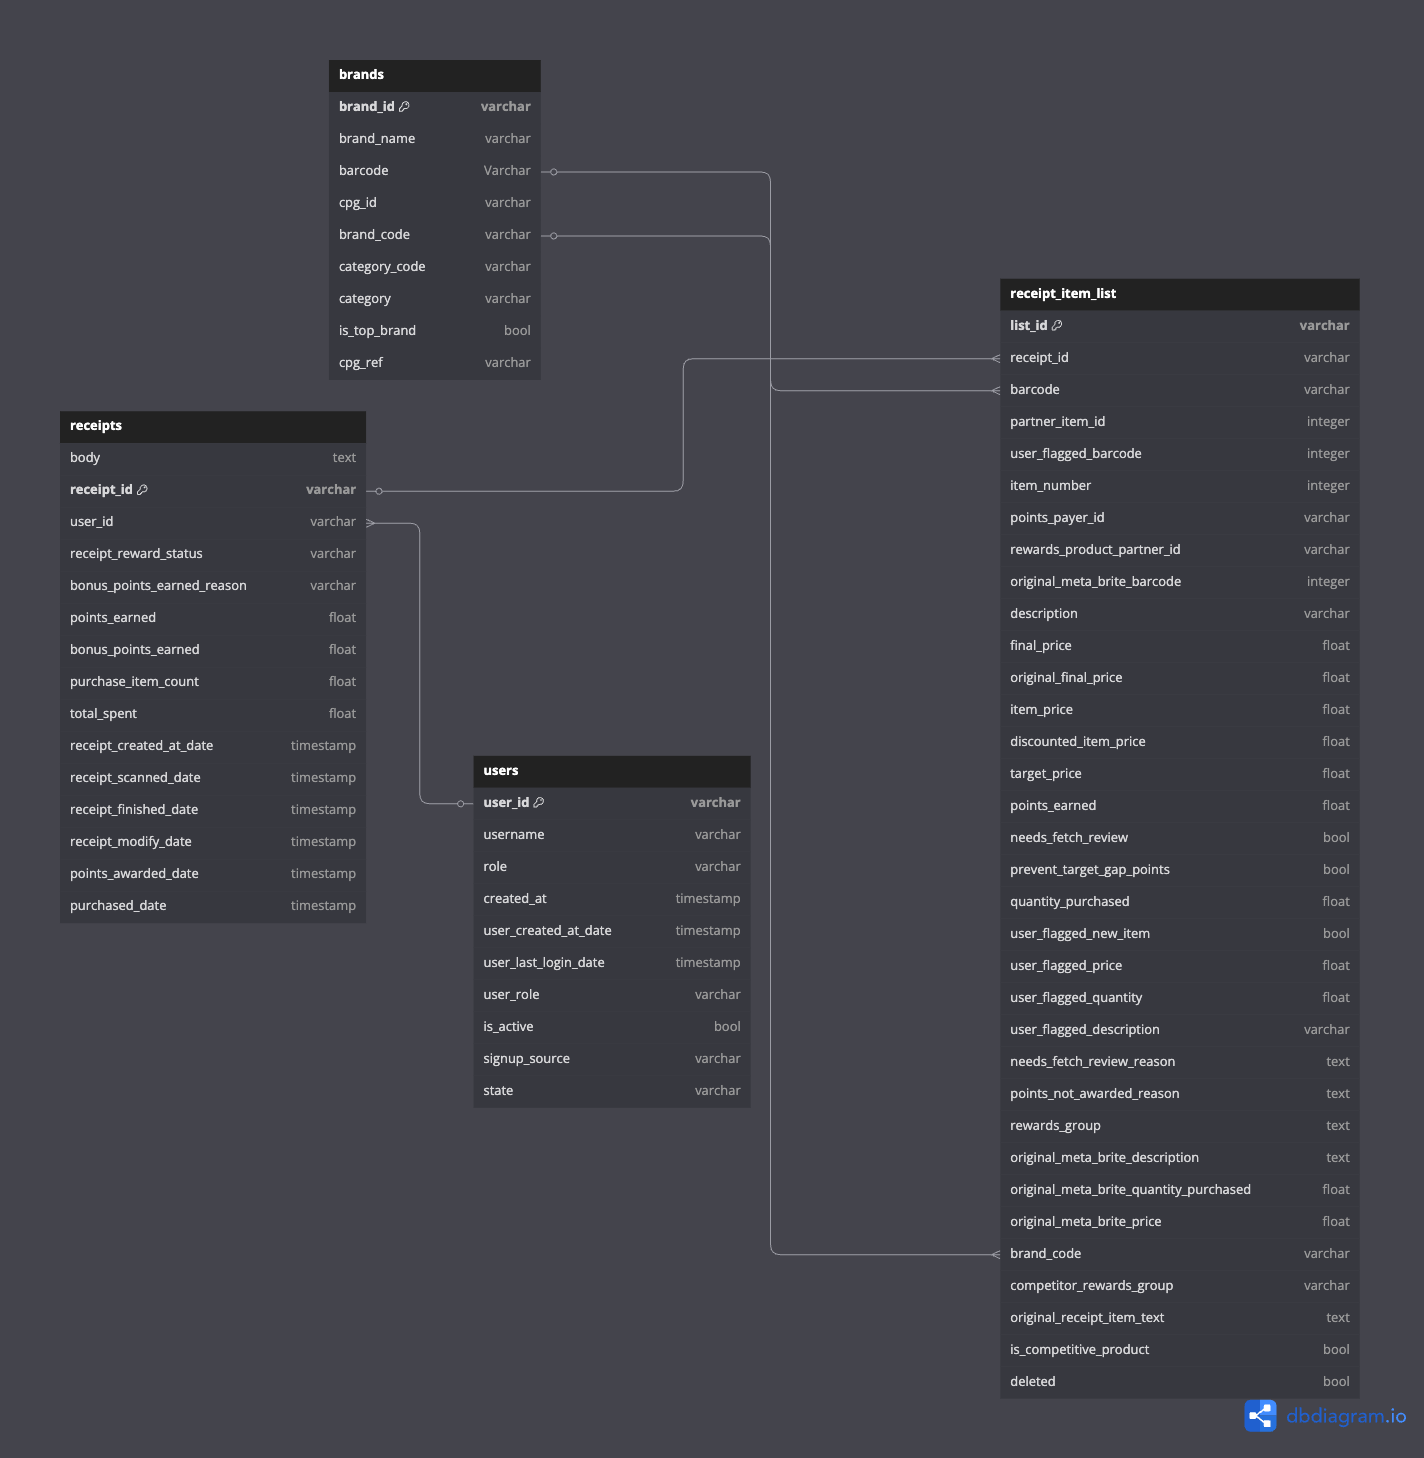 brands
brand_id varchar
brand_name varchar
barcode Varchar
cpg_id varchar
brand_code varchar
category_code varchar
category varchar
is_top_brand bool
cpg_ref varchar
receipts
body text
receipt_id varchar
user_id varchar
receipt_reward_status varchar
bonus_points_earned_reason varchar
points_earned float
bonus_points_earned float
purchase_item_count float
total_spent float
receipt_created_at_date timestamp
receipt_scanned_date timestamp
receipt_finished_date timestamp
receipt_modify_date timestamp
points_awarded_date timestamp
purchased_date timestamp
users
user_id varchar
username varchar
role varchar
created_at timestamp
user_created_at_date timestamp
user_last_login_date timestamp
user_role varchar
is_active bool
signup_source varchar
state varchar
receipt_item_list
list_id varchar
receipt_id varchar
barcode varchar
partner_item_id integer
user_flagged_barcode integer
item_number integer
points_payer_id varchar
rewards_product_partner_id varchar
original_meta_brite_barcode integer
description varchar
final_price float
original_final_price float
item_price float
discounted_item_price float
target_price float
points_earned float
needs_fetch_review bool
prevent_target_gap_points bool
quantity_purchased float
user_flagged_new_item bool
user_flagged_price float
user_flagged_quantity float
user_flagged_description varchar
needs_fetch_review_reason text
points_not_awarded_reason text
rewards_group text
original_meta_brite_description text
original_meta_brite_quantity_purchased float
original_meta_brite_price float
brand_code varchar
competitor_rewards_group varchar
original_receipt_item_text text
is_competitive_product bool
deleted bool
dbdiagram.io